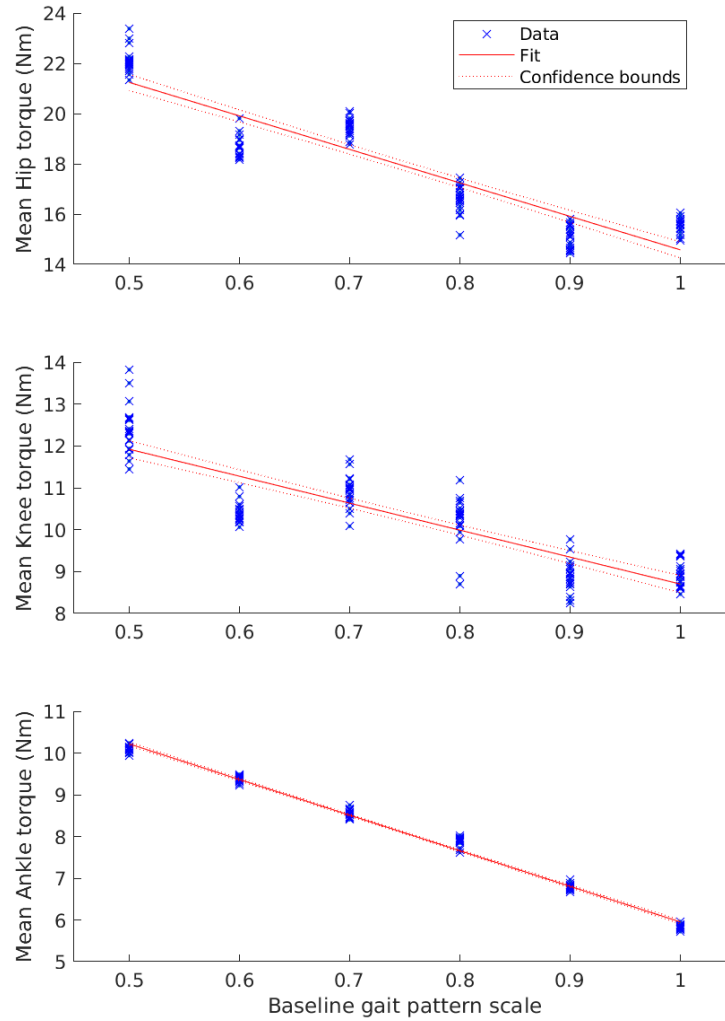 Data
Fit
Confidence bounds
24
22
20
18
16
14
Mean Hip torque (Nm)
0.5 0.6 0.7 0.8 0.9 1
14
13
12
11
10
9
8
Mean Knee torque (Nm)
0.5 0.6 0.7 0.8 0.9 1
11
10
9
8
7
6
5
Mean Ankle torque (Nm)
0.5 0.6 0.7 0.8 0.9 1
Baseline gait pattern scale